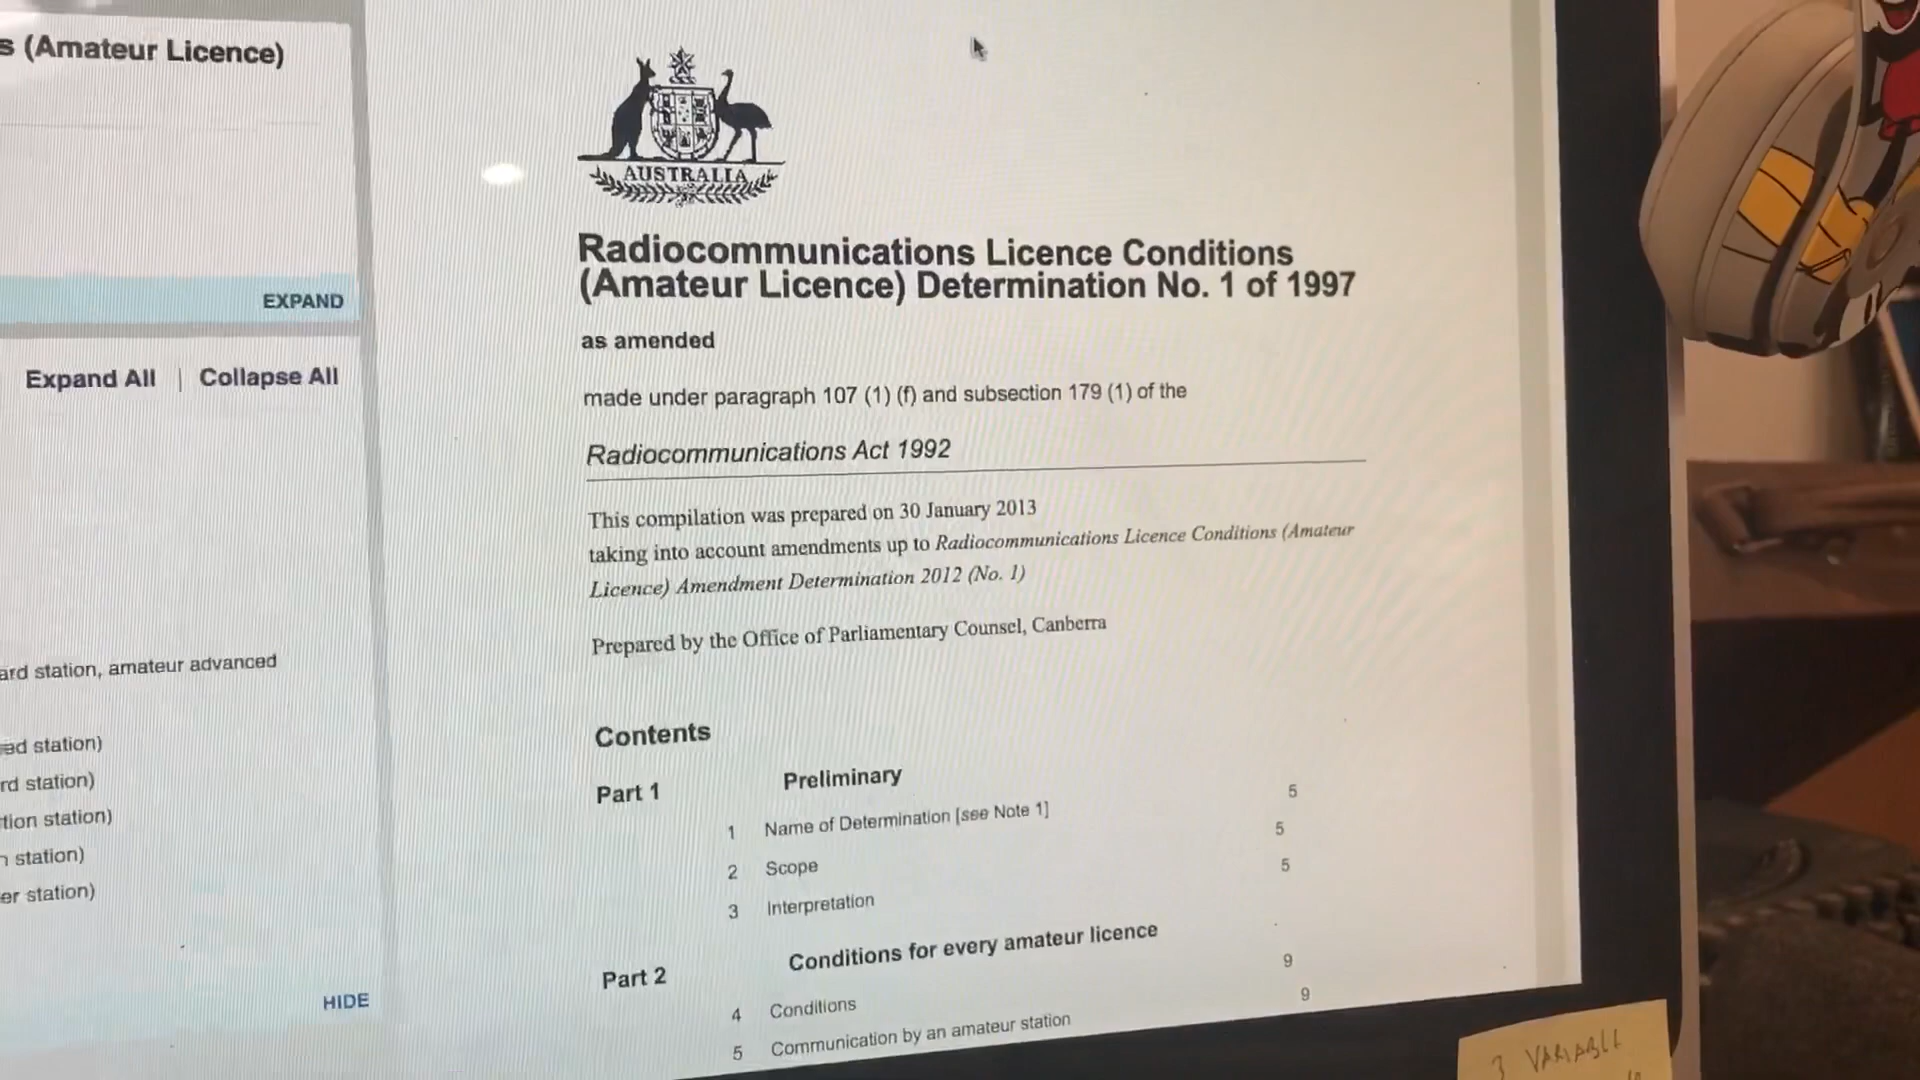 s (Amateur Licence)
EXPAND
Expand All | Collapse All
ard station, amateur advanced
ed station)
rd station)
tion station)
n station)
er station)
HIDE
AUSTRALIA
Radiocommunications Licence Conditions
(Amateur Licence) Determination No. 1 of 1997
as amended
made under paragraph 107 (1) (f) and subsection 179 (1) of the
Radiocommunications Act 1992
This compilation was prepared on 30 January 2013
taking into account amendments up to Radiocommunications Licence Conditions (Amateur
Licence) Amendment Determination 2012 (No. 1)
Prepared by the Office of Parliamentary Counsel, Canberra
Contents
Part 1 Preliminary
1 Name of Determination [see Note 1] 5
2 Scope 5
3 Interpretation 5
Part 2 Conditions for every amateur licence
4 Conditions 9
5 Communication by an amateur station 9
3 VARIABLE